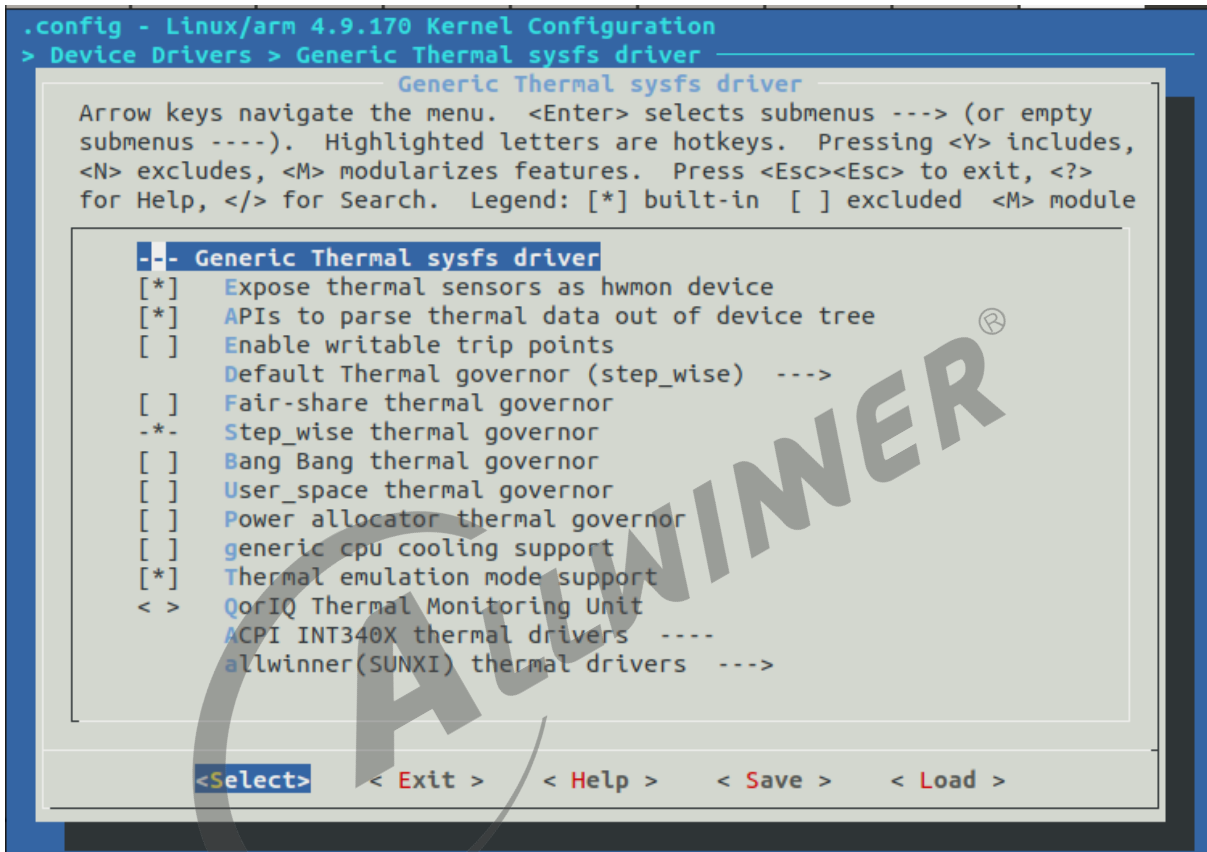 .config - Linux/arm 4.9.170 Kernel Configuration
> Device Drivers > Generic Thermal sysfs driver
Generic Thermal sysfs driver
Arrow keys navigate the menu.  <Enter> selects submenus ---> (or empty
submenus ----).  Highlighted letters are hotkeys.  Pressing <Y> includes,
<N> excludes, <M> modularizes features.  Press <Esc><Esc> to exit, <?>
for Help, </> for Search.  Legend: [*] built-in  [ ] excluded  <M> module
--- Generic Thermal sysfs driver
[*]   Expose thermal sensors as hwmon device
[*]   APIs to parse thermal data out of device tree
[ ]   Enable writable trip points
Default Thermal governor (step_wise)  --->
[ ]   Fair-share thermal governor
-*-   Step_wise thermal governor
[ ]   Bang Bang thermal governor
[ ]   User_space thermal governor
[ ]   Power allocator thermal governor
[ ]   generic cpu cooling support
[*]   Thermal emulation mode support
< >   QorIQ Thermal Monitoring Unit
ACPI INT340X thermal drivers  ----
allwinner(SUNXI) thermal drivers  --->
<Select>    < Exit >    < Help >    < Save >    < Load >
ALLWINNER®